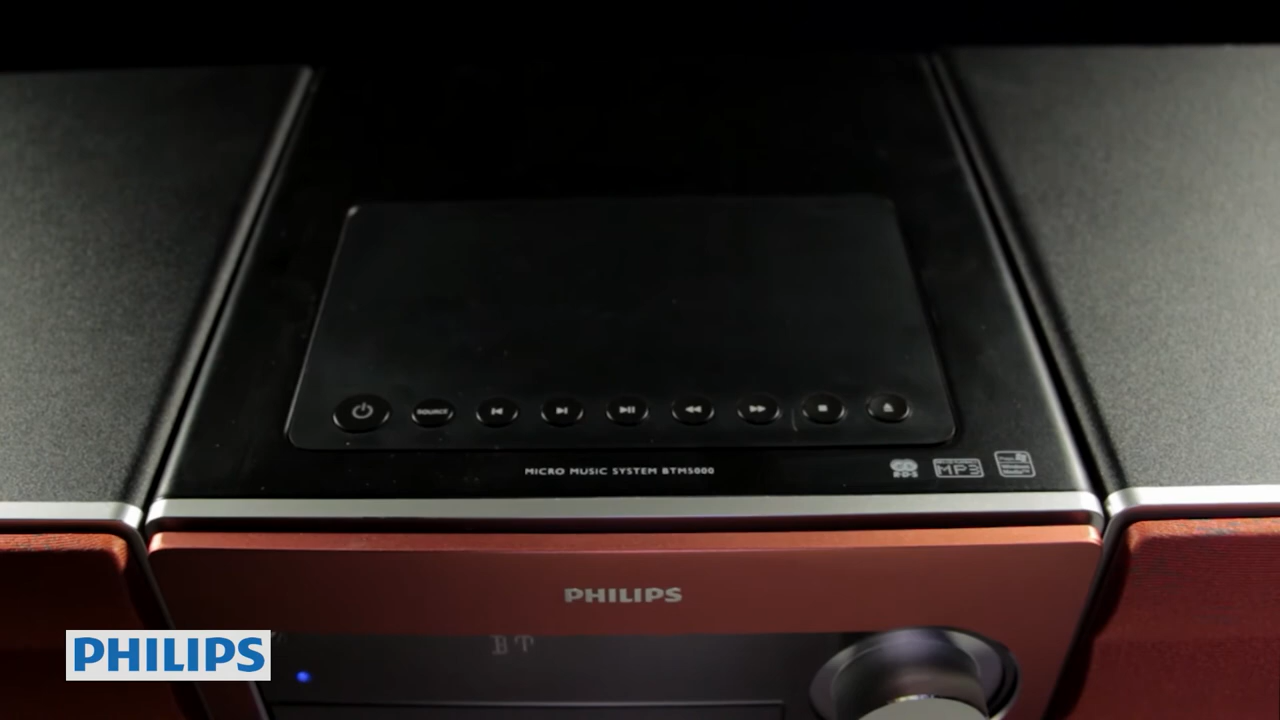 SOURCE
MICRO MUSIC SYSTEM BTM5000
RDS
MP3
PHILIPS
BT
PHILIPS